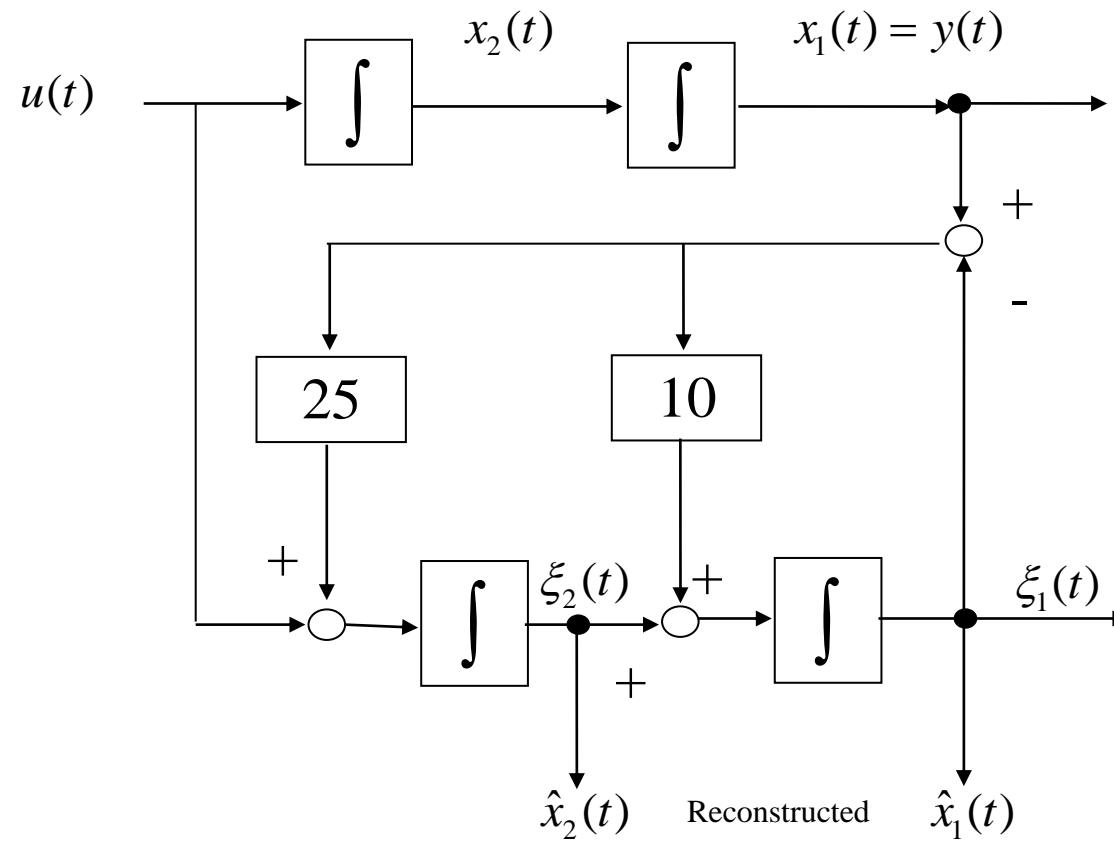 x₂(t)
x₁(t) = y(t)
u(t)
∫
∫
+
-
25
10
+
+
ξ₂(t)
ξ₁(t)
∫
∫
+
x̂₂(t)
Reconstructed
x̂₁(t)